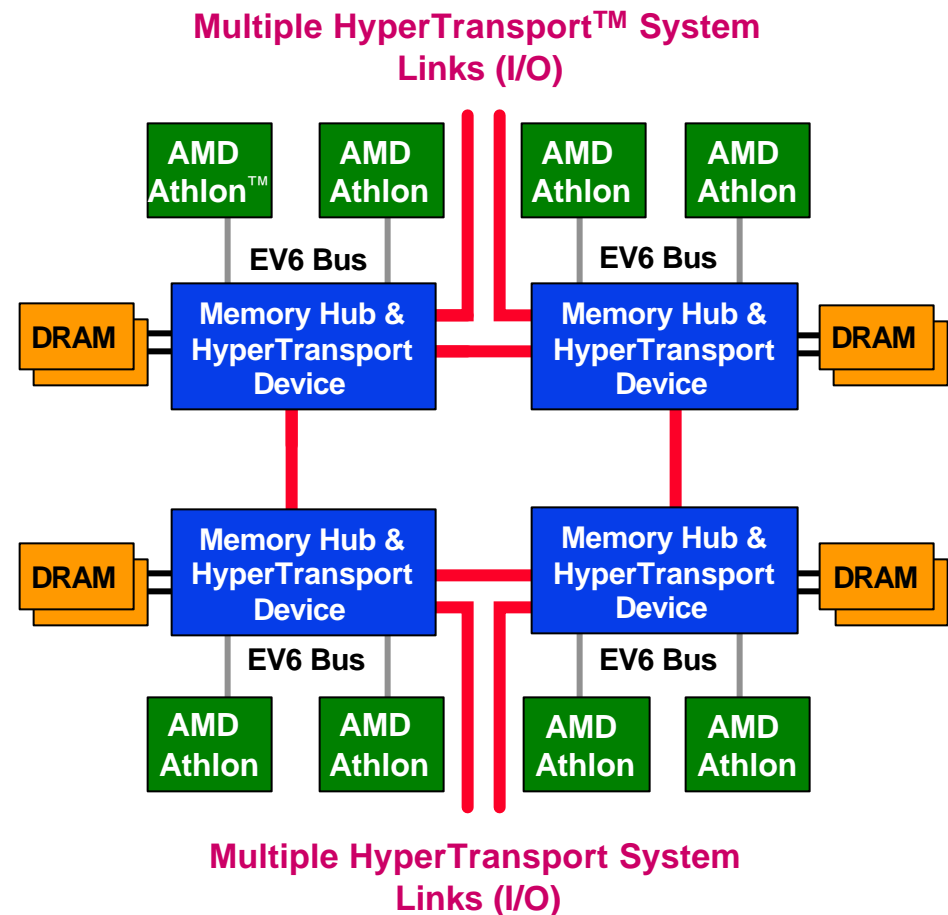 Multiple HyperTransport™ System
Links (I/O)
AMD
Athlon™
AMD
Athlon
AMD
Athlon
AMD
Athlon
EV6 Bus
EV6 Bus
DRAM
Memory Hub &
HyperTransport
Device
Memory Hub &
HyperTransport
Device
DRAM
DRAM
Memory Hub &
HyperTransport
Device
Memory Hub &
HyperTransport
Device
DRAM
EV6 Bus
EV6 Bus
AMD
Athlon
AMD
Athlon
AMD
Athlon
AMD
Athlon
Multiple HyperTransport System
Links (I/O)